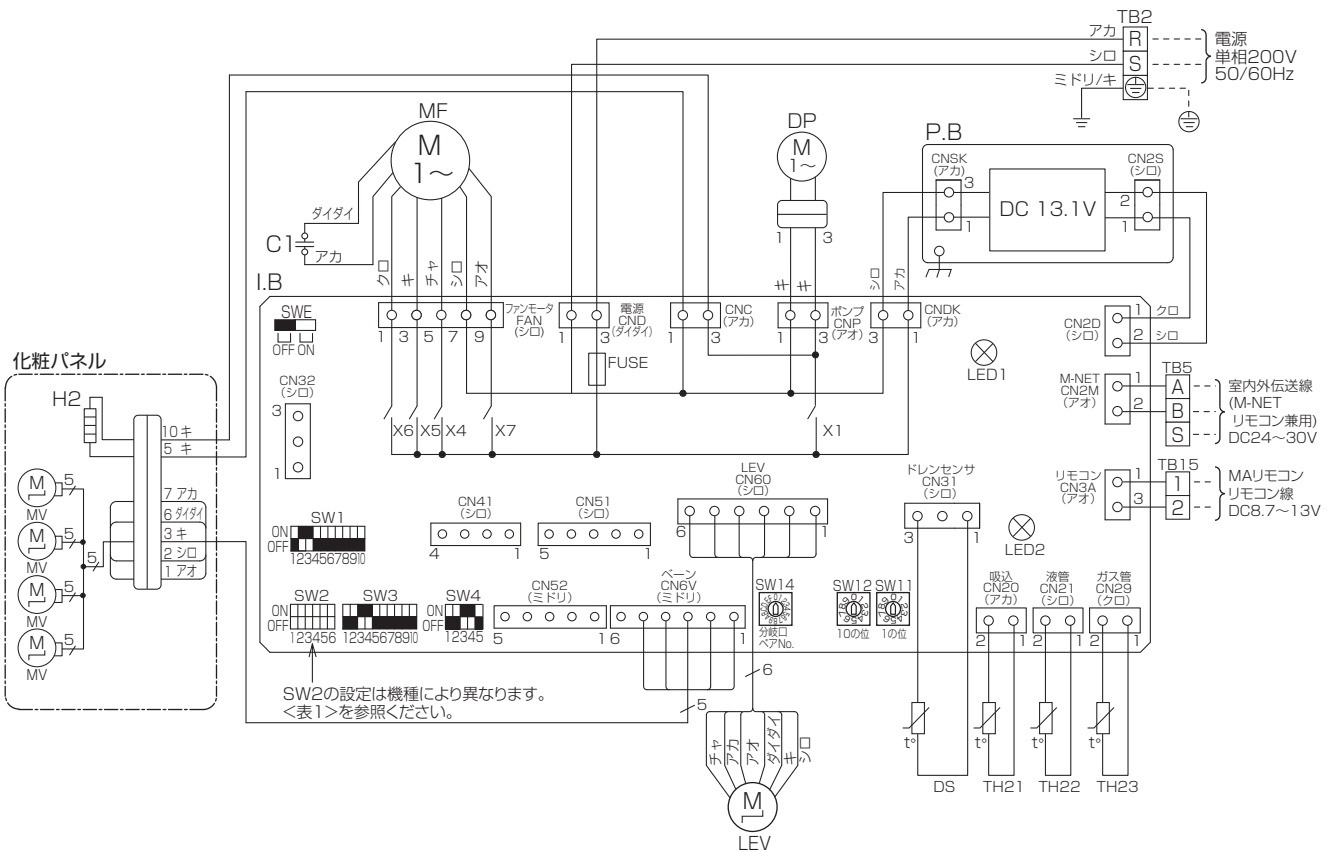 TB2
アカ
R
シロ
S
ミドリ/キ
電源
単相200V
50/60Hz
MF
M
1～
ダイダイ
C1
アカ
クロ
キ
チャ
シロ
アオ
DP
M
1～
1
3
キ
キ
P.B
CNSK
(アカ)
3
1
DC 13.1V
CN2S
(シロ)
2
1
シロ
アカ
I.B
SWE
OFF ON
1
3
5
7
9
ファンモータ
FAN
(シロ)
1
3
電源
CND
(ダイダイ)
FUSE
1
3
CNC
(アカ)
1
3
ポンプ
CNP
(アオ)
3
1
CNDK
(アカ)
LED1
CN2D
(シロ)
1
クロ
2
シロ
M-NET
CN2M
(アオ)
1
2
TB5
A
B
S
室内外伝送線
(M-NET
リモコン兼用)
DC24～30V
リモコン
CN3A
(アオ)
1
3
TB15
1
2
MAリモコン
リモコン線
DC8.7～13V
化粧パネル
H2
10 キ
5 キ
7 アカ
6 ダイダイ
3 キ
2 シロ
1 アオ
5
MV
5
MV
5
MV
5
MV
5
CN32
(シロ)
3
1
X6
X5
X4
X7
X1
SW1
ON
OFF
12345678910
CN41
(シロ)
4
1
CN51
(シロ)
5
1
LEV
CN60
(シロ)
6
1
ドレンセンサ
CN31
(シロ)
3
1
LED2
SW2
ON
OFF
123456
SW3
12345678910
SW4
ON
OFF
12345
CN52
(ミドリ)
5
1
ベーン
CN6V
(ミドリ)
6
1
SW14
分岐口
ペアNo.
SW12
10の位
SW11
1の位
吸込
CN20
(アカ)
2
1
液管
CN21
(シロ)
2
1
ガス管
CN29
(クロ)
2
1
SW2の設定は機種により異なります。
<表1>を参照ください。
5
6
チャ
アカ
アオ
ダイダイ
キ
シロ
M
LEV
t°
DS
t°
TH21
t°
TH22
t°
TH23